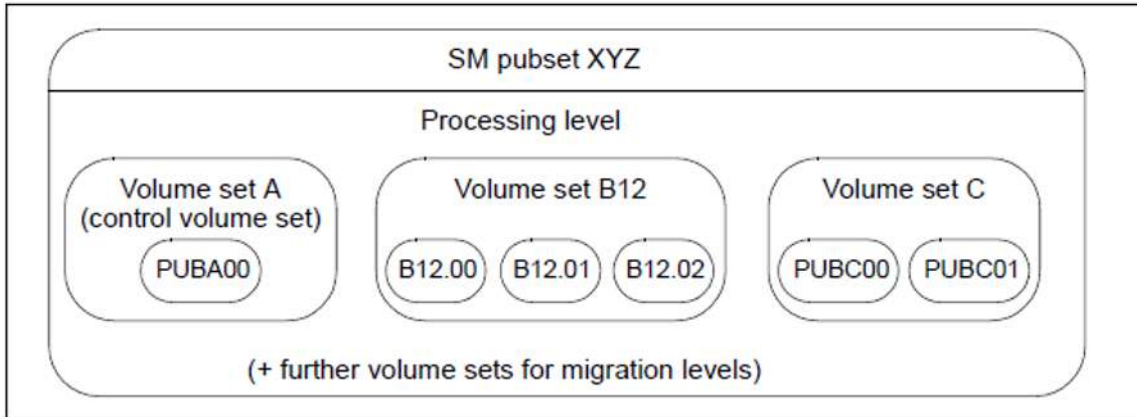 SM pubset XYZ
Processing level
Volume set A
(control volume set)
PUBA00
Volume set B12
B12.00 B12.01 B12.02
Volume set C
PUBC00 PUBC01
(+ further volume sets for migration levels)